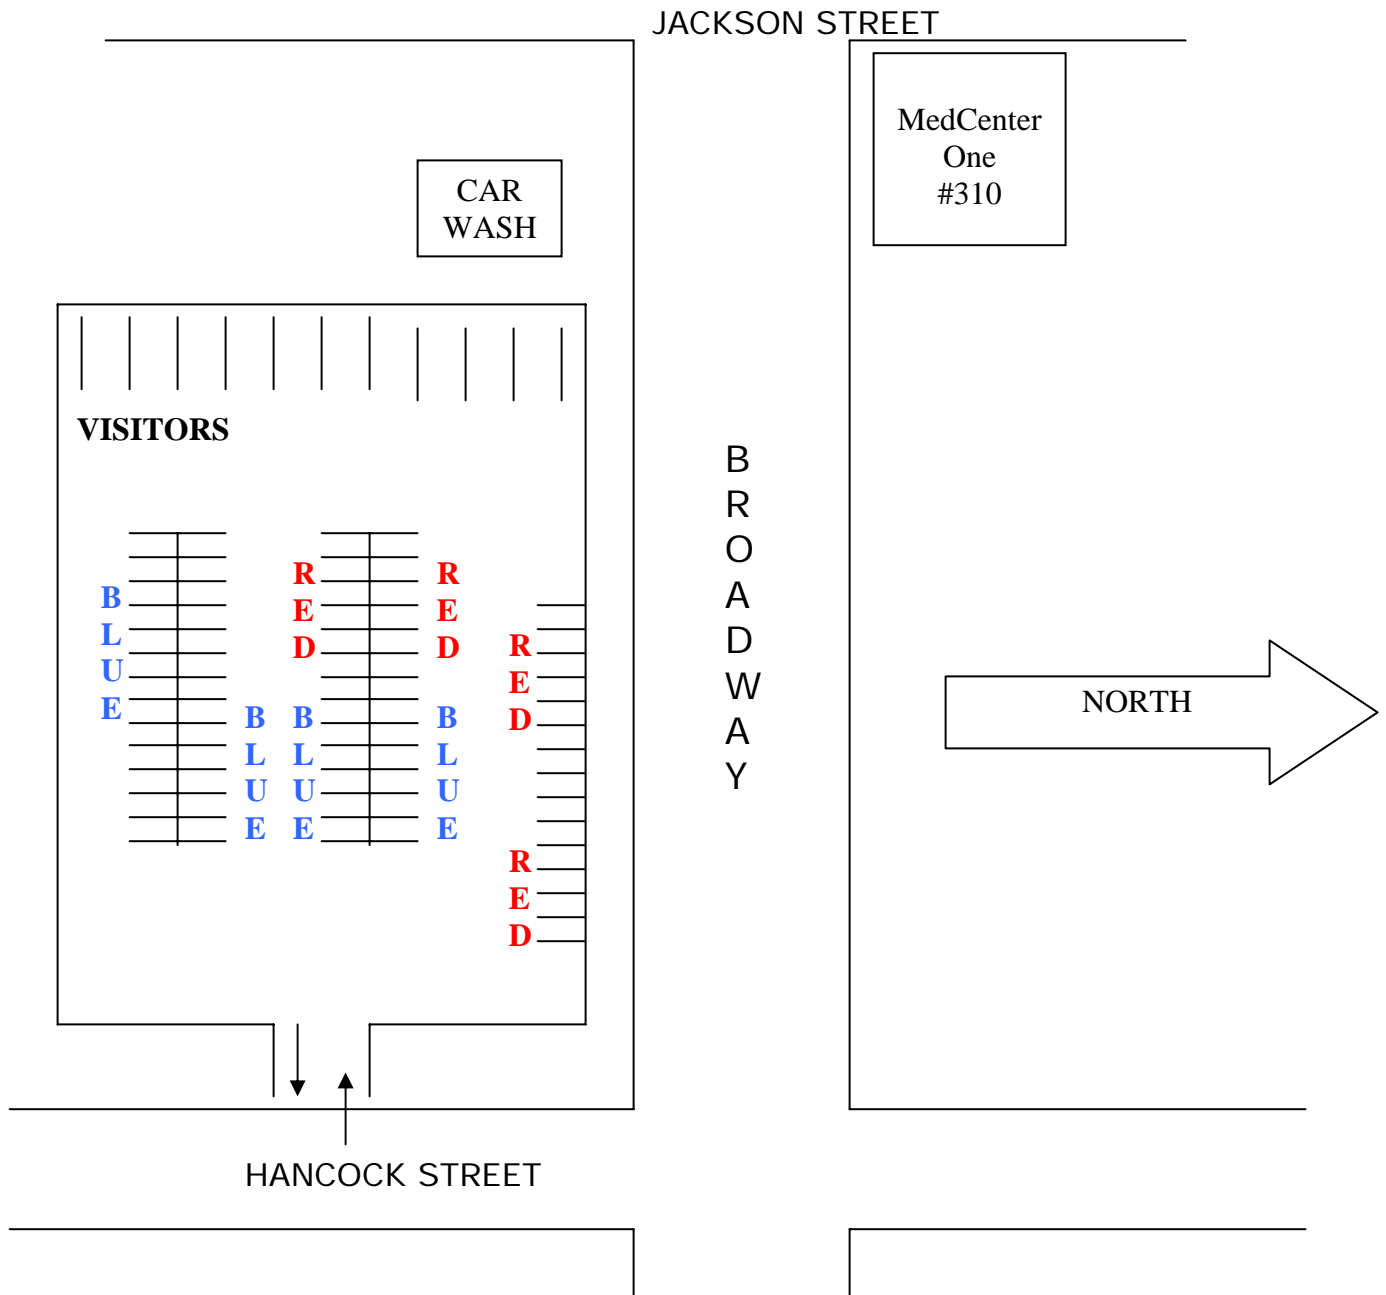 JACKSON STREET
MedCenter
One
#310
CAR
WASH
VISITORS
BROADWAY
RED
RED
BLUE
RED
NORTH
BLUE
BLUE
BLUE
RED
HANCOCK STREET